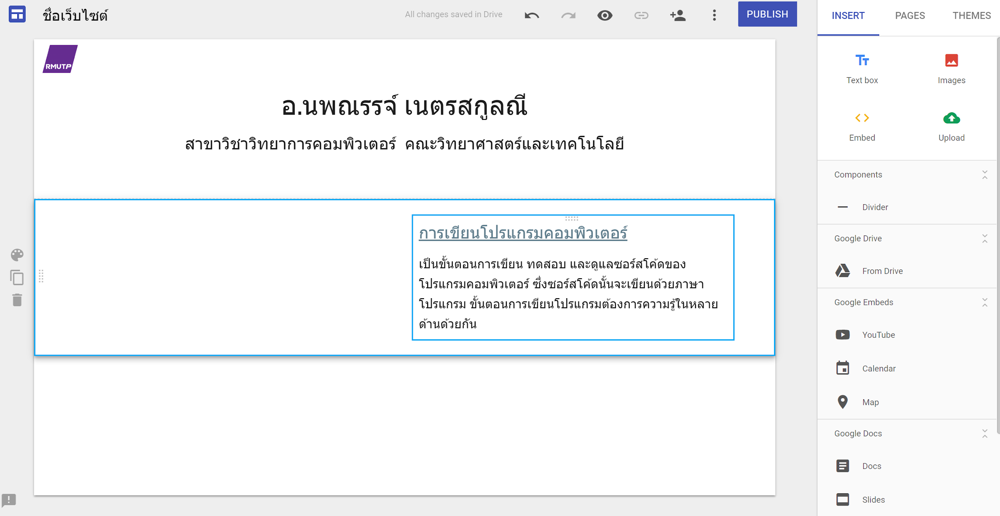 ชื่อเว็บไซต์
All changes saved in Drive
PUBLISH
INSERT
PAGES
THEMES
RMUTP
อ.นพณรรจ์ เนตรสกูลณี
สาขาวิชาวิทยาการคอมพิวเตอร์ คณะวิทยาศาสตร์และเทคโนโลยี
การเขียนโปรแกรมคอมพิวเตอร์
เป็นขั้นตอนการเขียน ทดสอบ และดูแลซอร์สโค้ดของ
โปรแกรมคอมพิวเตอร์ ซึ่งซอร์สโค้ดนั้นจะเขียนด้วยภาษา
โปรแกรม ขั้นตอนการเขียนโปรแกรมต้องการความรู้ในหลาย
ด้านด้วยกัน
Text box
Images
Embed
Upload
Components
Divider
Google Drive
From Drive
Google Embeds
YouTube
Calendar
Map
Google Docs
Docs
Slides